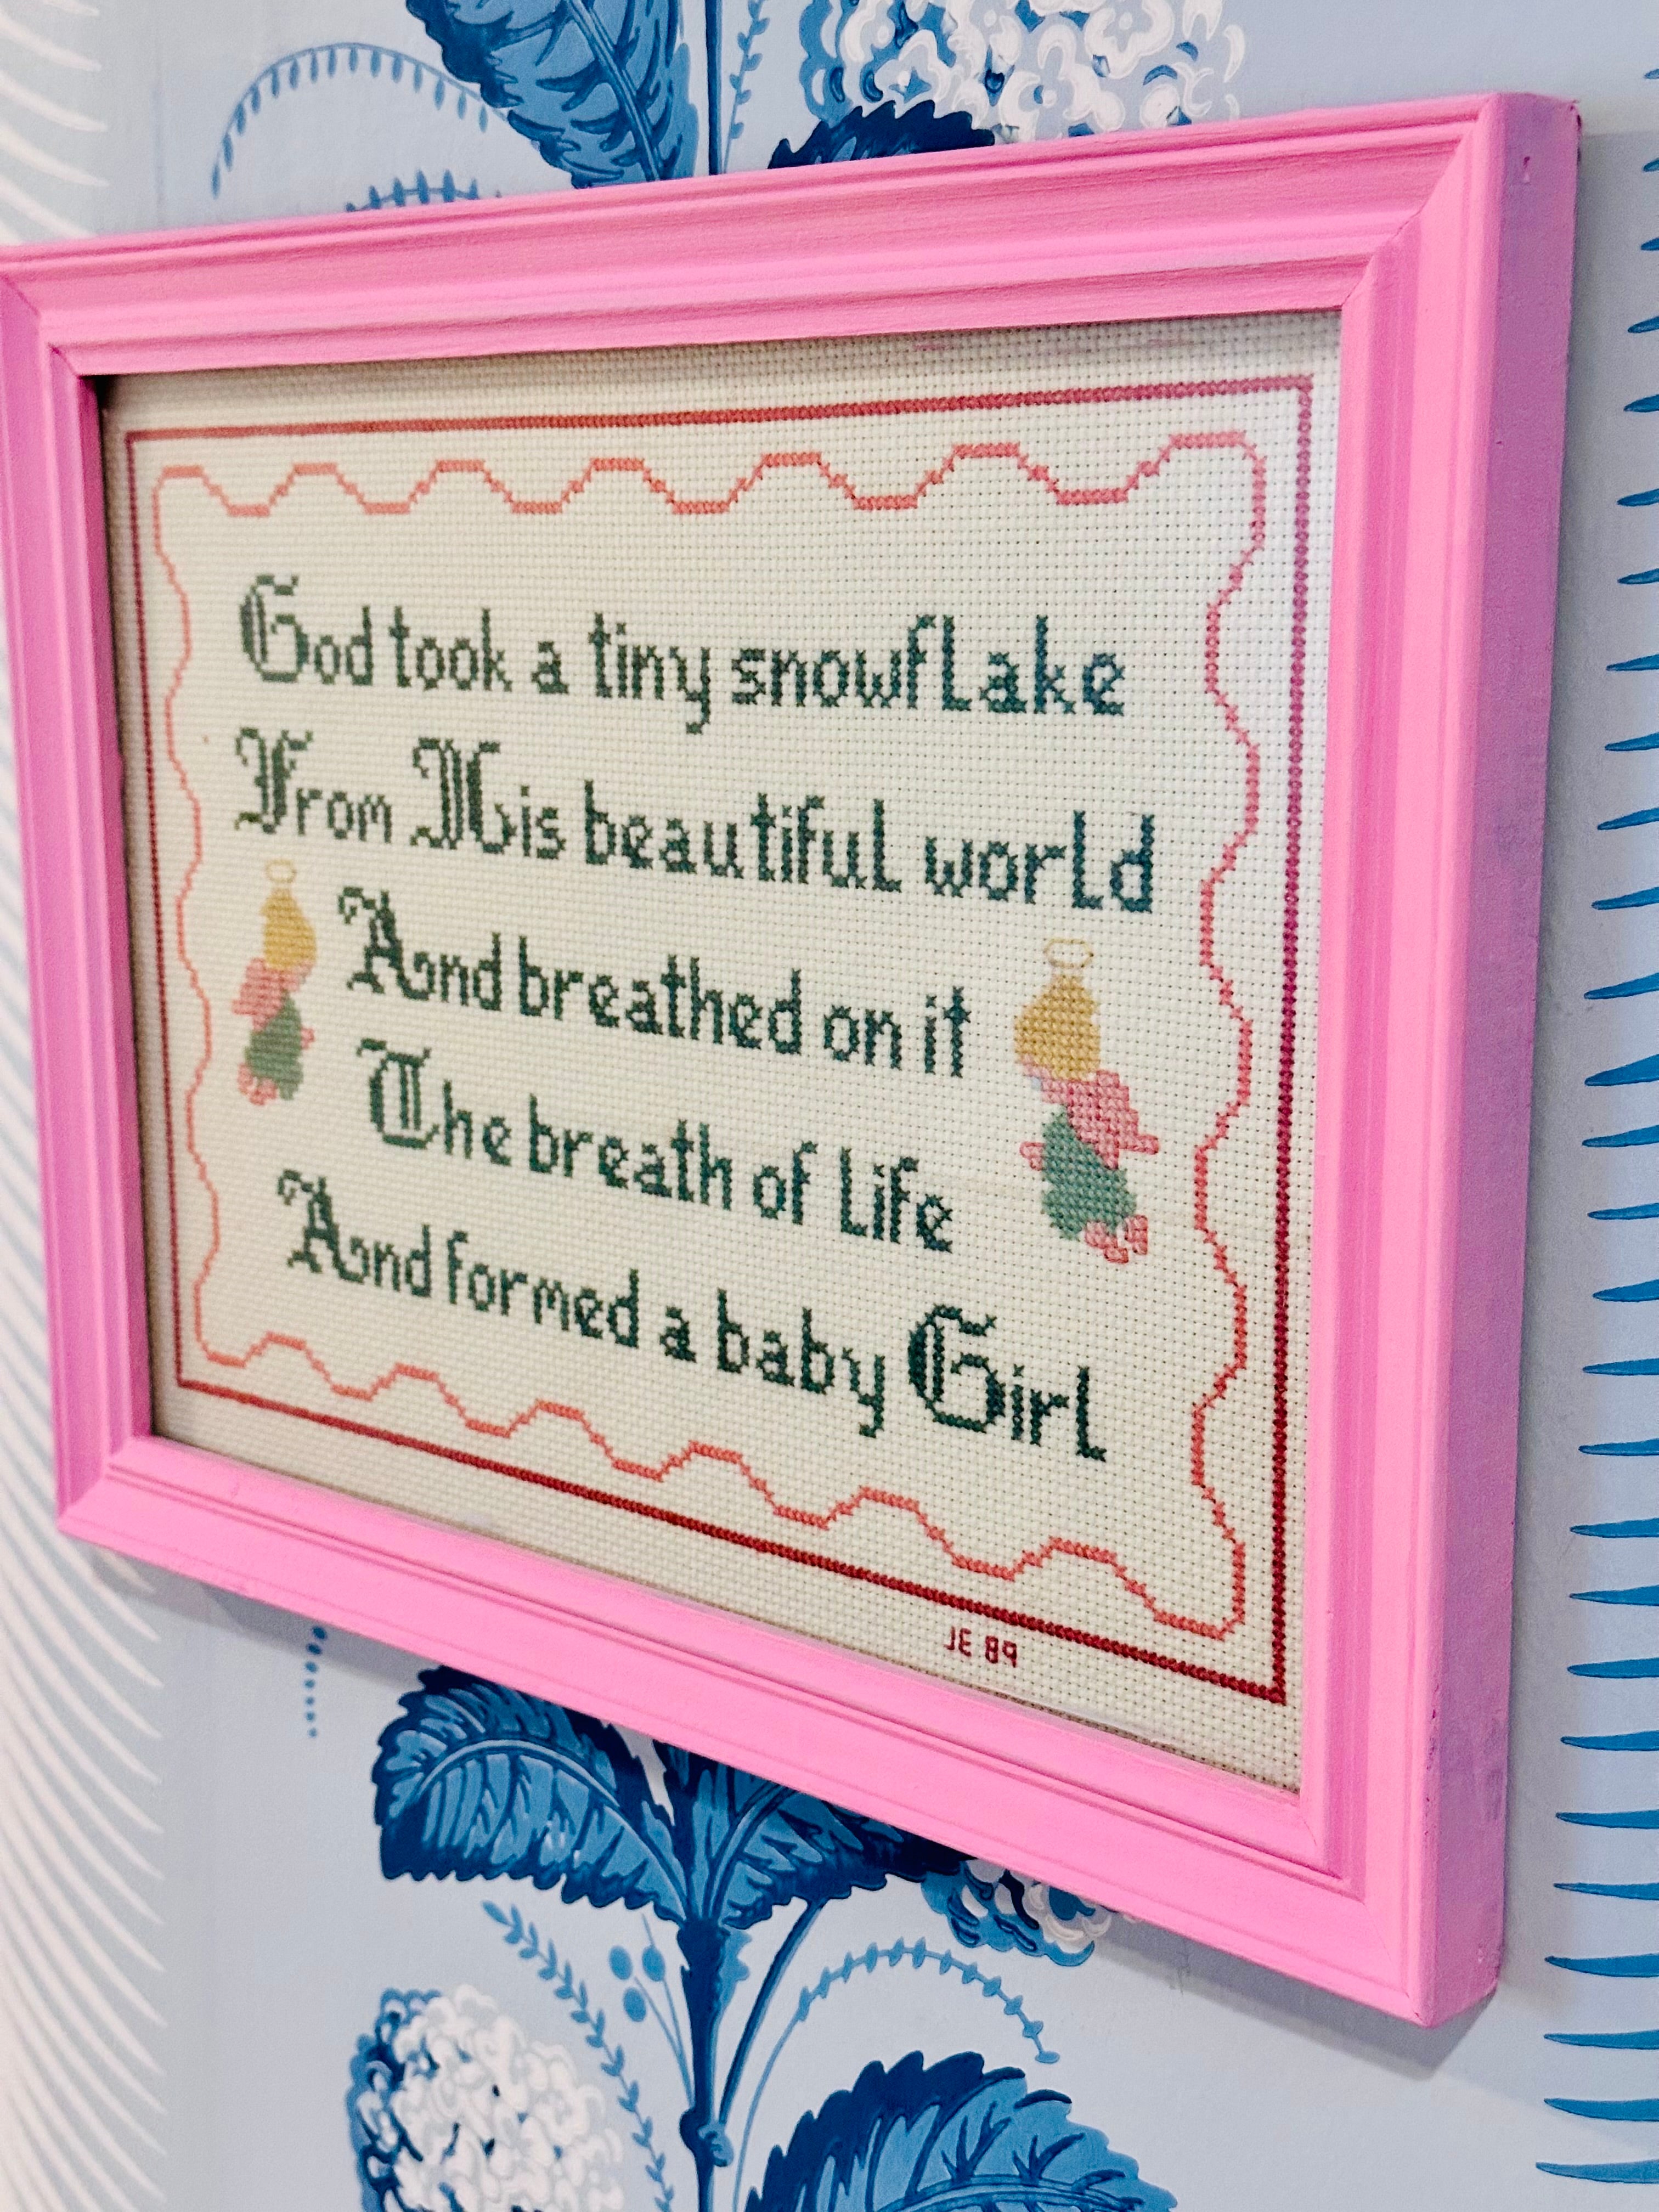 God took a tiny snowflake
From His beautiful world
And breathed on it
The breath of life
And formed a baby Girl
JE 89